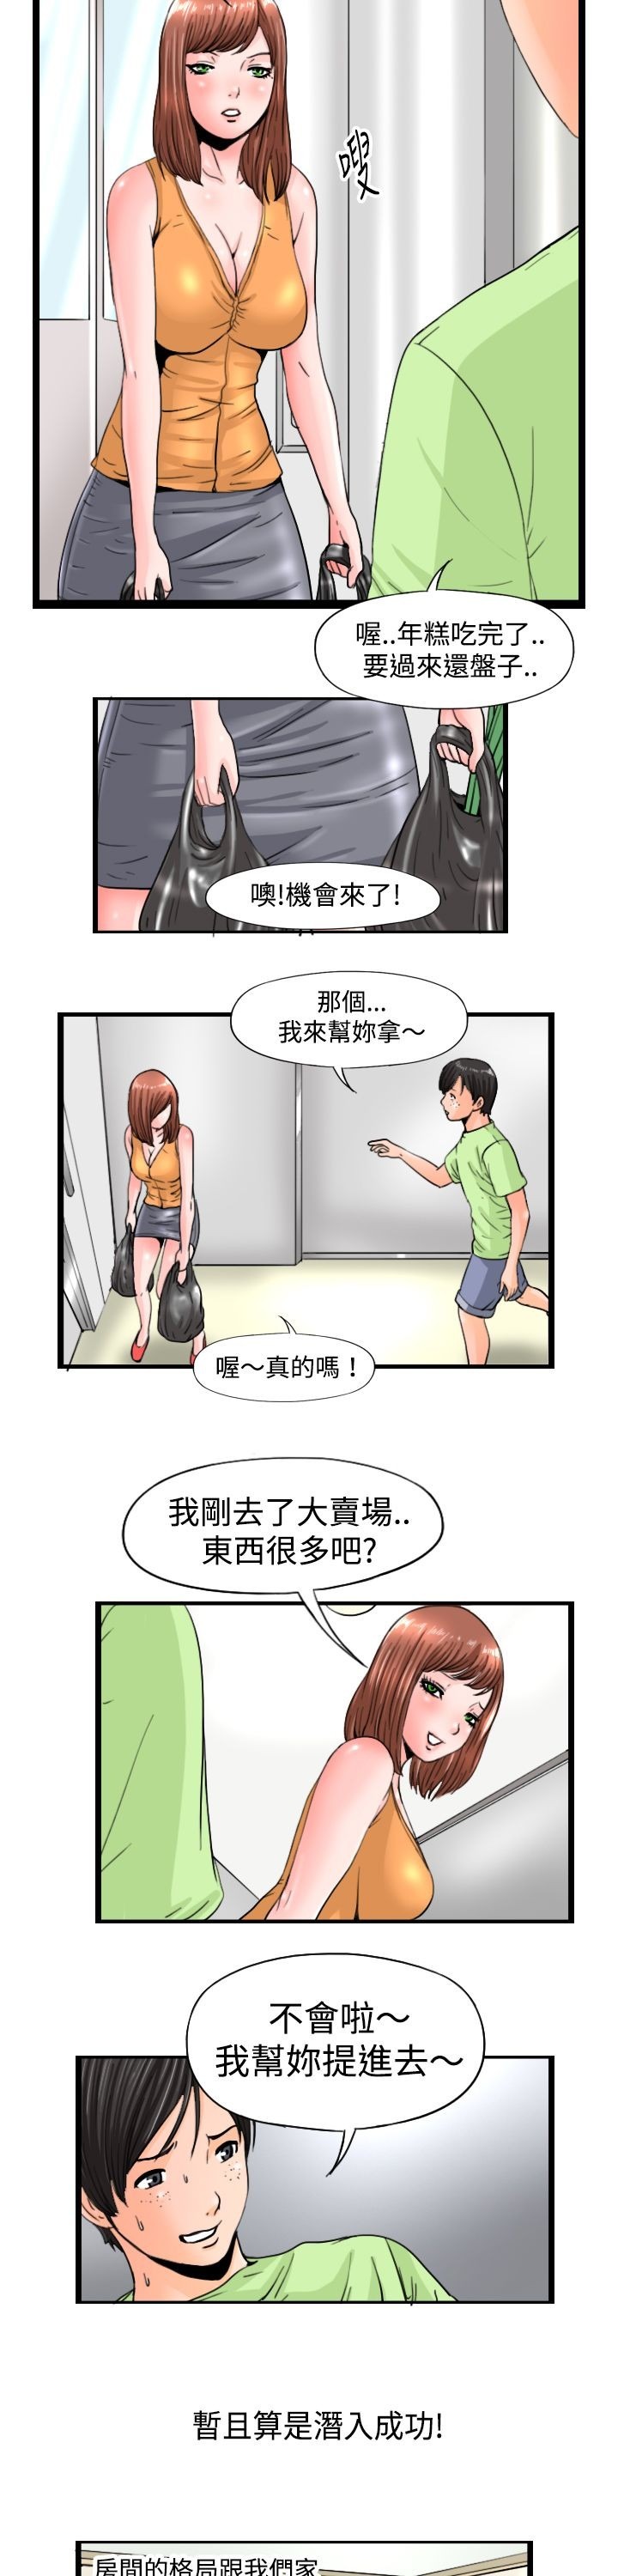 嗖
喔..年糕吃完了..
要過來還盤子..
噢!機會來了!
那個...
我來幫妳拿～
喔～真的嗎！
我剛去了大賣場..
東西很多吧?
不會啦～
我幫妳提進去～
暫且算是潛入成功!
房間的格局跟我們家